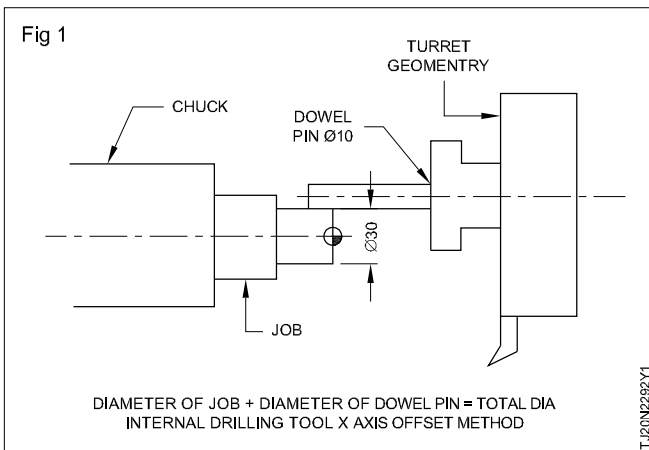 Fig 1
TURRET
GEOMENTRY
CHUCK
DOWEL
PIN Ø10
Ø30
JOB
DIAMETER OF JOB + DIAMETER OF DOWEL PIN = TOTAL DIA
INTERNAL DRILLING TOOL X AXIS OFFSET METHOD
TJ20N2292Y1